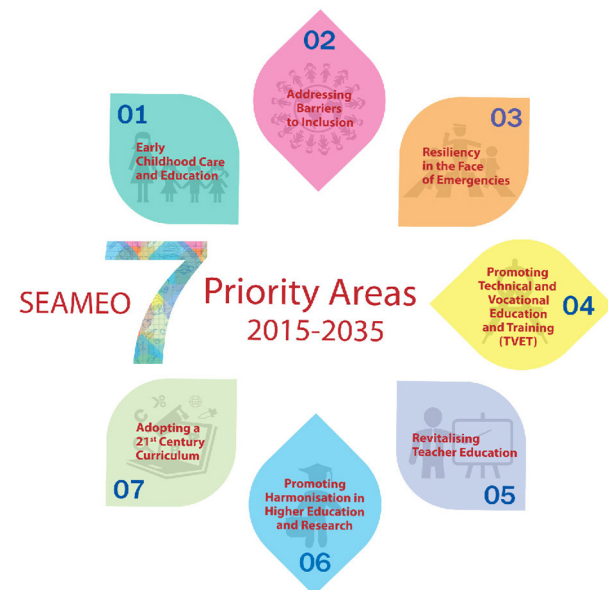 01
Early
Childhood Care
and Education
02
Addressing
Barriers
to Inclusion
03
Resiliency
in the Face
of Emergencies
SEAMEO 7 Priority Areas
2015-2035
Promoting
Technical and
Vocational
Education
and Training
(TVET)
04
Revitalising
Teacher Education
05
Promoting
Harmonisation in
Higher Education
and Research
06
Adopting a
21st Century
Curriculum
07